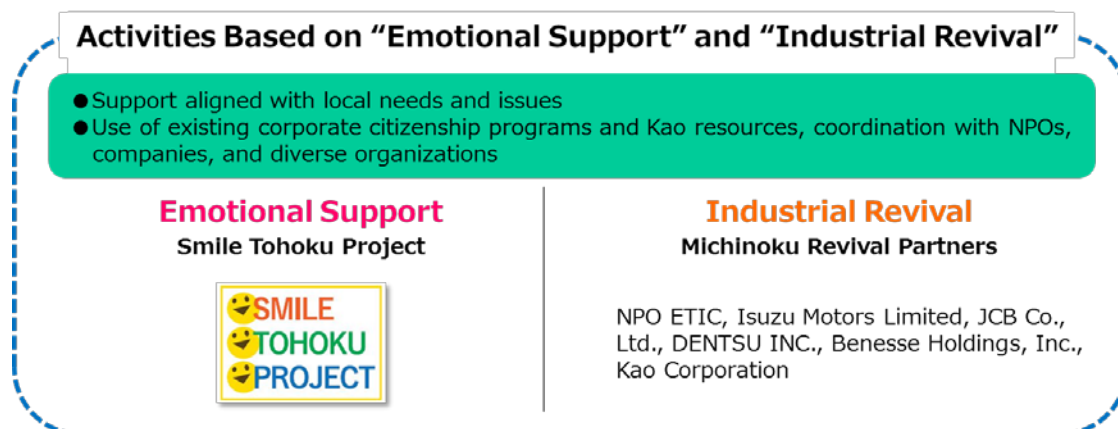 Activities Based on “Emotional Support” and “Industrial Revival”
●Support aligned with local needs and issues
●Use of existing corporate citizenship programs and Kao resources, coordination with NPOs,
companies, and diverse organizations
Emotional Support
Smile Tohoku Project
SMILE
TOHOKU
PROJECT
Industrial Revival
Michinoku Revival Partners
NPO ETIC, Isuzu Motors Limited, JCB Co.,
Ltd., DENTSU INC., Benesse Holdings, Inc.,
Kao Corporation